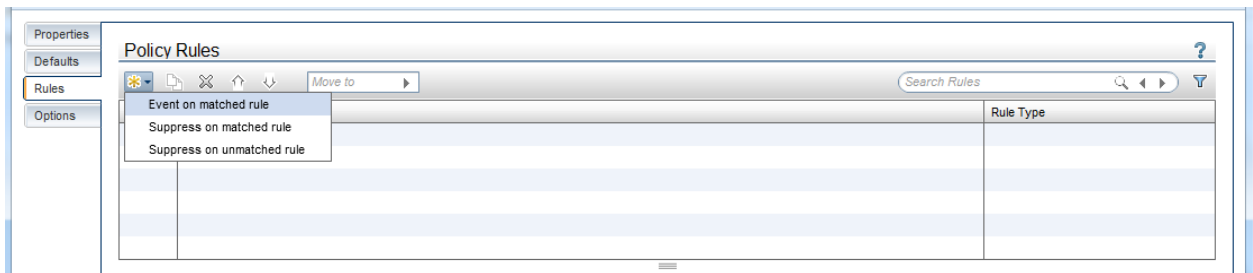 Properties
Defaults
Rules
Options
Policy Rules
?
Move to
Search Rules
Event on matched rule
Suppress on matched rule
Suppress on unmatched rule
Rule Type